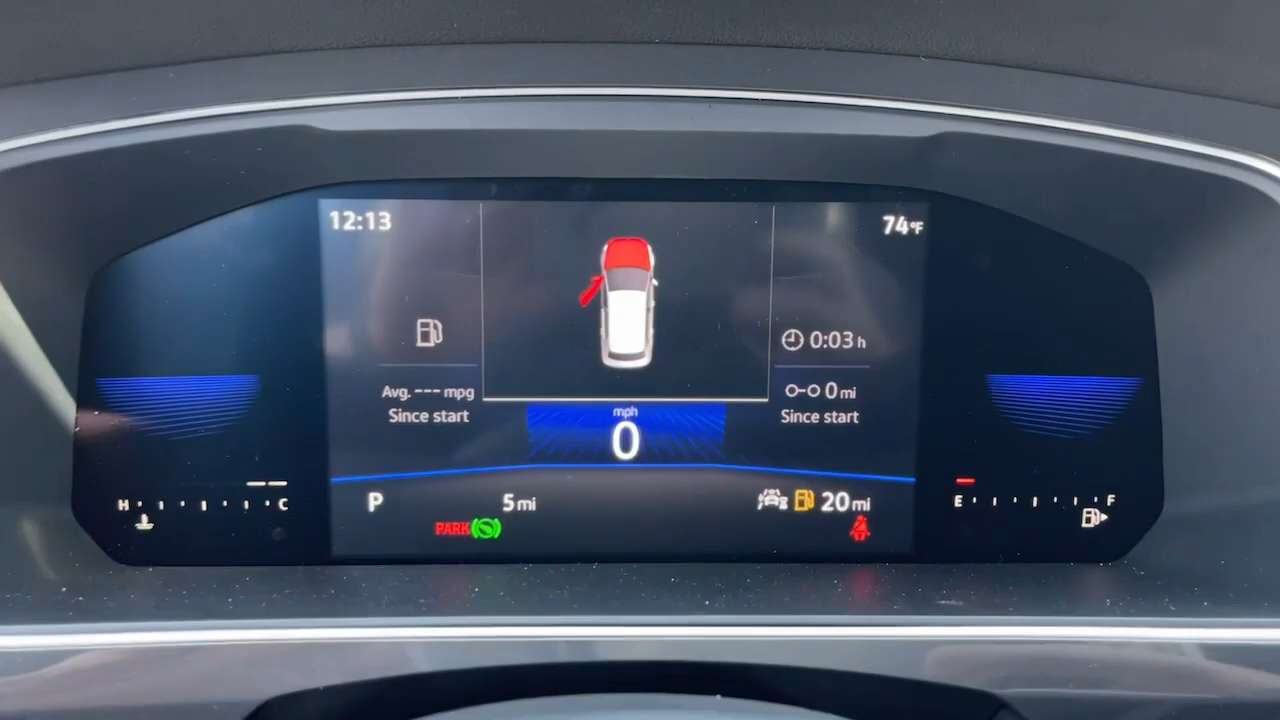 12:13
74°F
0:03 h
Avg. --- mpg
0 mi
Since start
Since start
mph
0
H
C
P
5 mi
20 mi
E
F
PARK